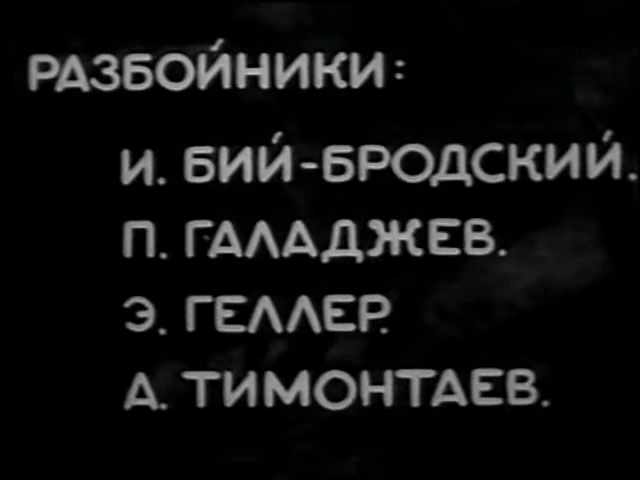 РАЗБОЙНИКИ:
И. БИЙ-БРОДСКИЙ.
П. ГАЛАДЖЕВ.
Э. ГЕЛЛЕР.
А. ТИМОНТАЕВ.